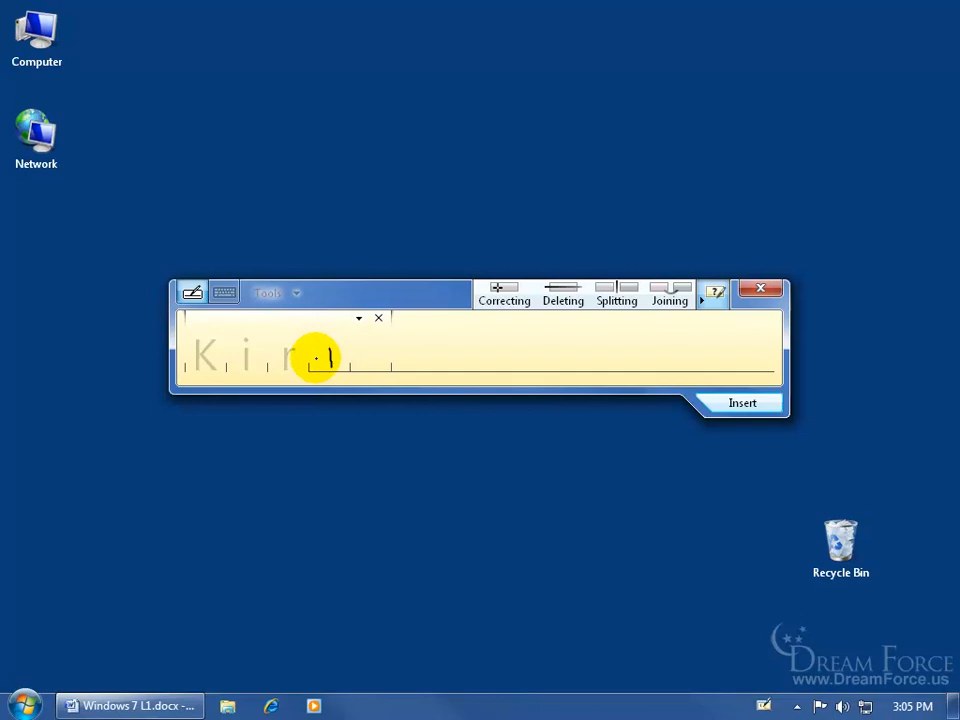 Computer
Network
Tools
Correcting
Deleting
Splitting
Joining
K i r
Insert
Recycle Bin
DREAM FORCE
www.DreamForce.us
Windows 7 L1.docx -...
3:05 PM